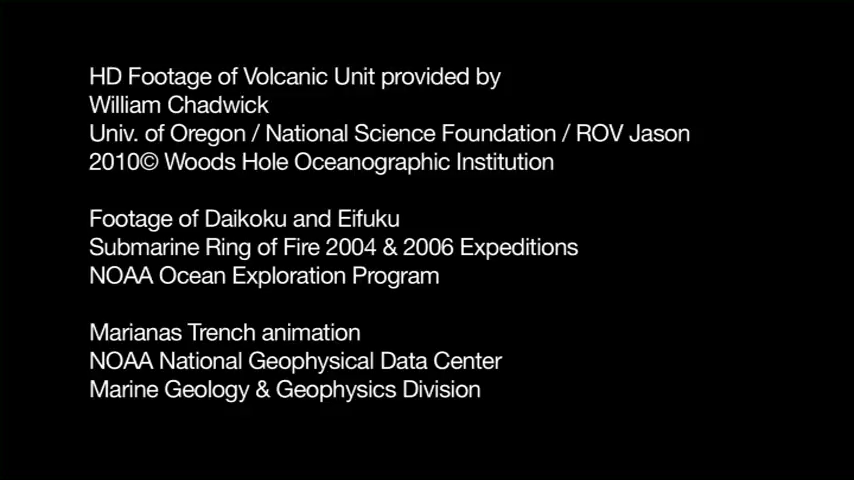 HD Footage of Volcanic Unit provided by
William Chadwick
Univ. of Oregon / National Science Foundation / ROV Jason
2010© Woods Hole Oceanographic Institution
Footage of Daikoku and Eifuku
Submarine Ring of Fire 2004 & 2006 Expeditions
NOAA Ocean Exploration Program
Marianas Trench animation
NOAA National Geophysical Data Center
Marine Geology & Geophysics Division